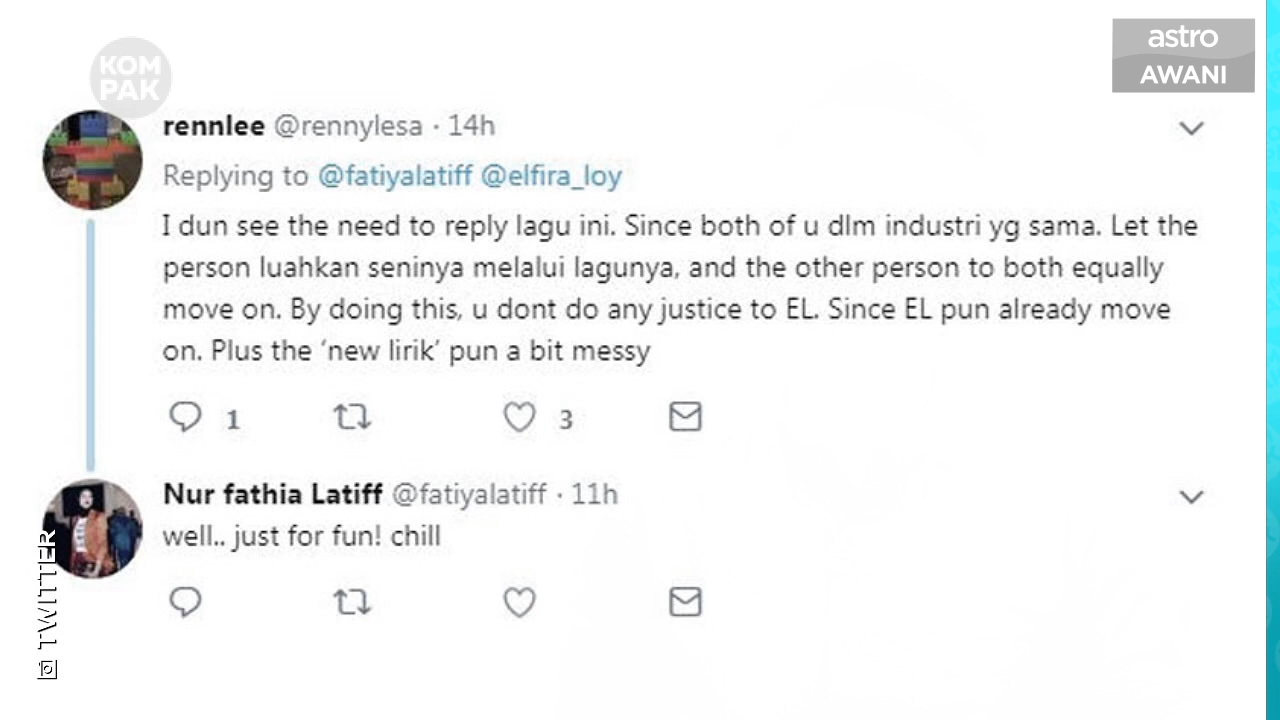 KOM
PAK
astro
AWANI
rennlee @rennylesa · 14h
Replying to @fatiyalatiff @elfira_loy
I dun see the need to reply lagu ini. Since both of u dlm industri yg sama. Let the
person luahkan seninya melalui lagunya, and the other person to both equally
move on. By doing this, u dont do any justice to EL. Since EL pun already move
on. Plus the ‘new lirik’ pun a bit messy
1 3
Nur fathia Latiff @fatiyalatiff · 11h
well.. just for fun! chill
TWITTER